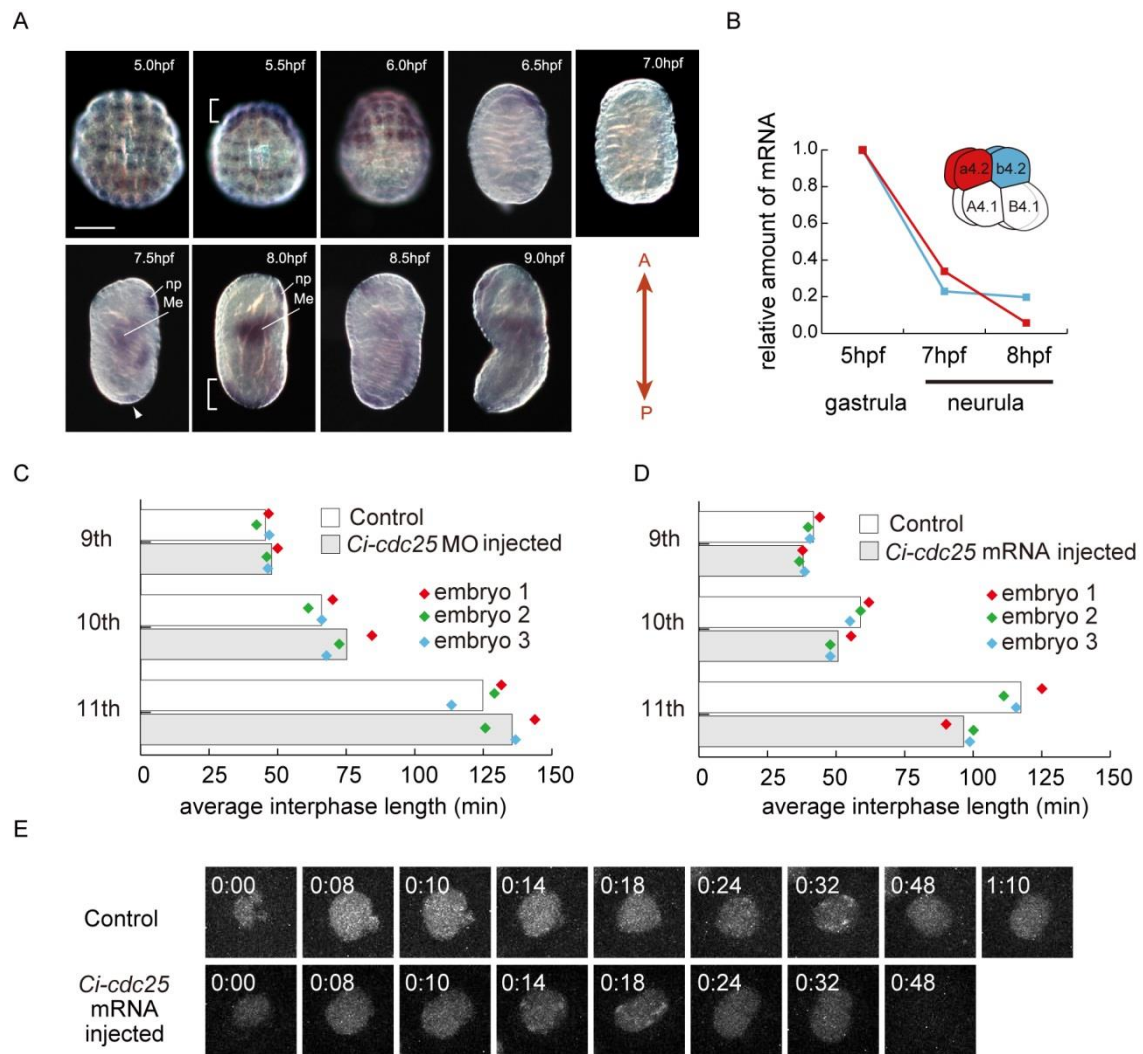 A
5.0hpf
5.5hpf
6.0hpf
6.5hpf
7.0hpf
7.5hpf
np
Me
8.0hpf
np
Me
8.5hpf
9.0hpf
A
P
B
relative amount of mRNA
1.0
0.8
0.6
0.4
0.2
0.0
a4.2
b4.2
A4.1
B4.1
5hpf
7hpf
8hpf
gastrula
neurula
C
9th
10th
11th
Control
Ci-cdc25 MO injected
embryo 1
embryo 2
embryo 3
0
25
50
75
100
125
150
average interphase length (min)
D
9th
10th
11th
Control
Ci-cdc25 mRNA injected
embryo 1
embryo 2
embryo 3
0
25
50
75
100
125
150
average interphase length (min)
E
Control
0:00
0:08
0:10
0:14
0:18
0:24
0:32
0:48
1:10
Ci-cdc25
mRNA
injected
0:00
0:08
0:10
0:14
0:18
0:24
0:32
0:48